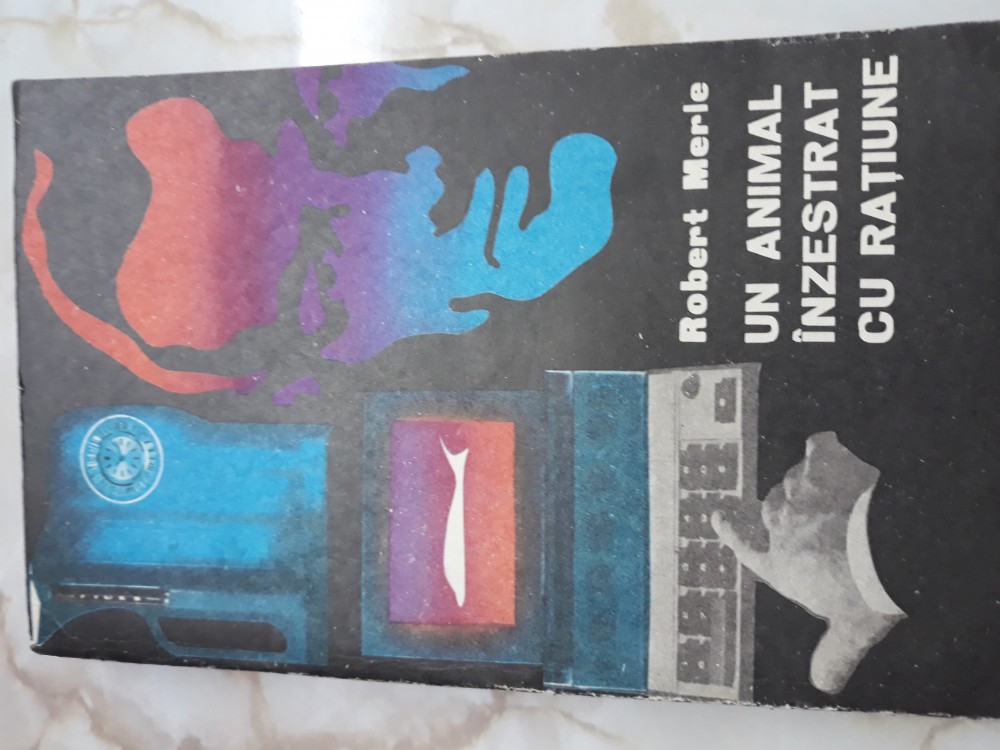 Robert Merle
UN ANIMAL
ÎNZESTRAT
CU RAȚIUNE